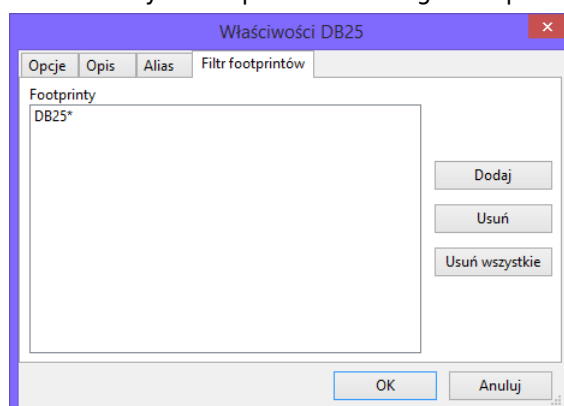 Właściwości DB25
×
Opcje Opis Alias Filtr footprintów
Footprinty
DB25*
Dodaj
Usuń
Usuń wszystkie
OK Anuluj